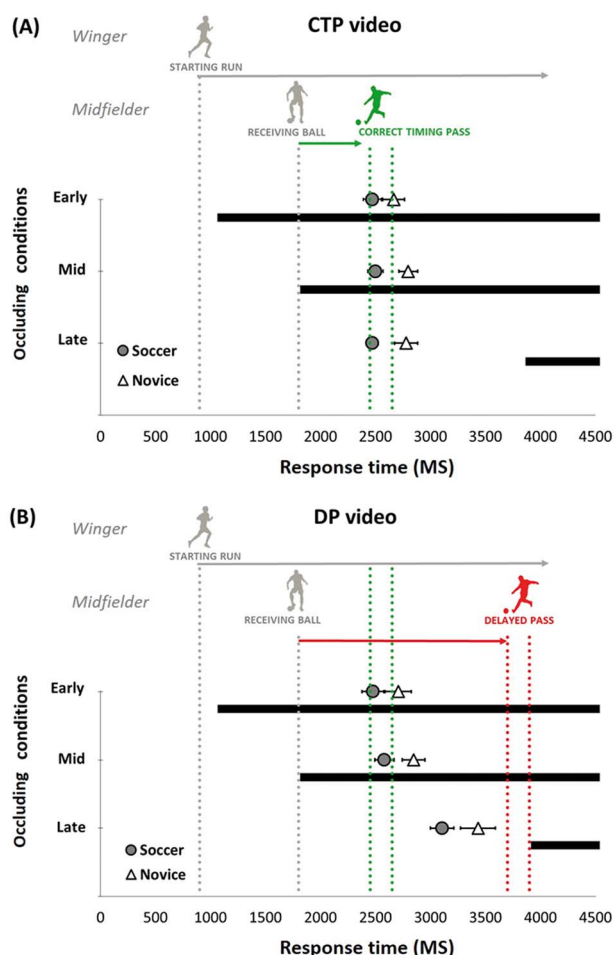 (A)
Winger
CTP video
STARTING RUN
Midfielder
RECEIVING BALL
CORRECT TIMING PASS
Occluding conditions
Early
Mid
Late
Soccer
Novice
0 500 1000 1500 2000 2500 3000 3500 4000 4500
Response time (MS)
(B)
Winger
DP video
STARTING RUN
Midfielder
RECEIVING BALL
DELAYED PASS
Occluding conditions
Early
Mid
Late
Soccer
Novice
0 500 1000 1500 2000 2500 3000 3500 4000 4500
Response time (MS)